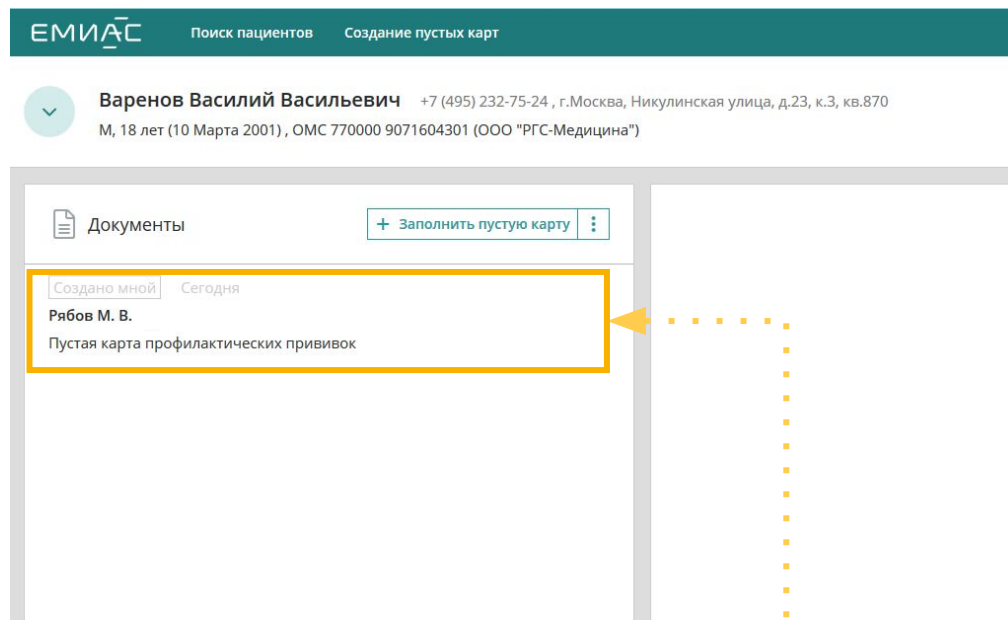 ЕМИАС Поиск пациентов Создание пустых карт
Варенов Василий Васильевич +7 (495) 232-75-24 , г.Москва, Никулинская улица, д.23, к.3, кв.870
М, 18 лет (10 Марта 2001) , ОМС 770000 9071604301 (ООО "РГС-Медицина")
Документы + Заполнить пустую карту
Создано мной Сегодня
Рябов М. В.
Пустая карта профилактических прививок